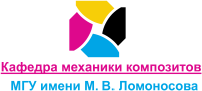 Кафедра механики композитов
МГУ имени М. В. Ломоносова